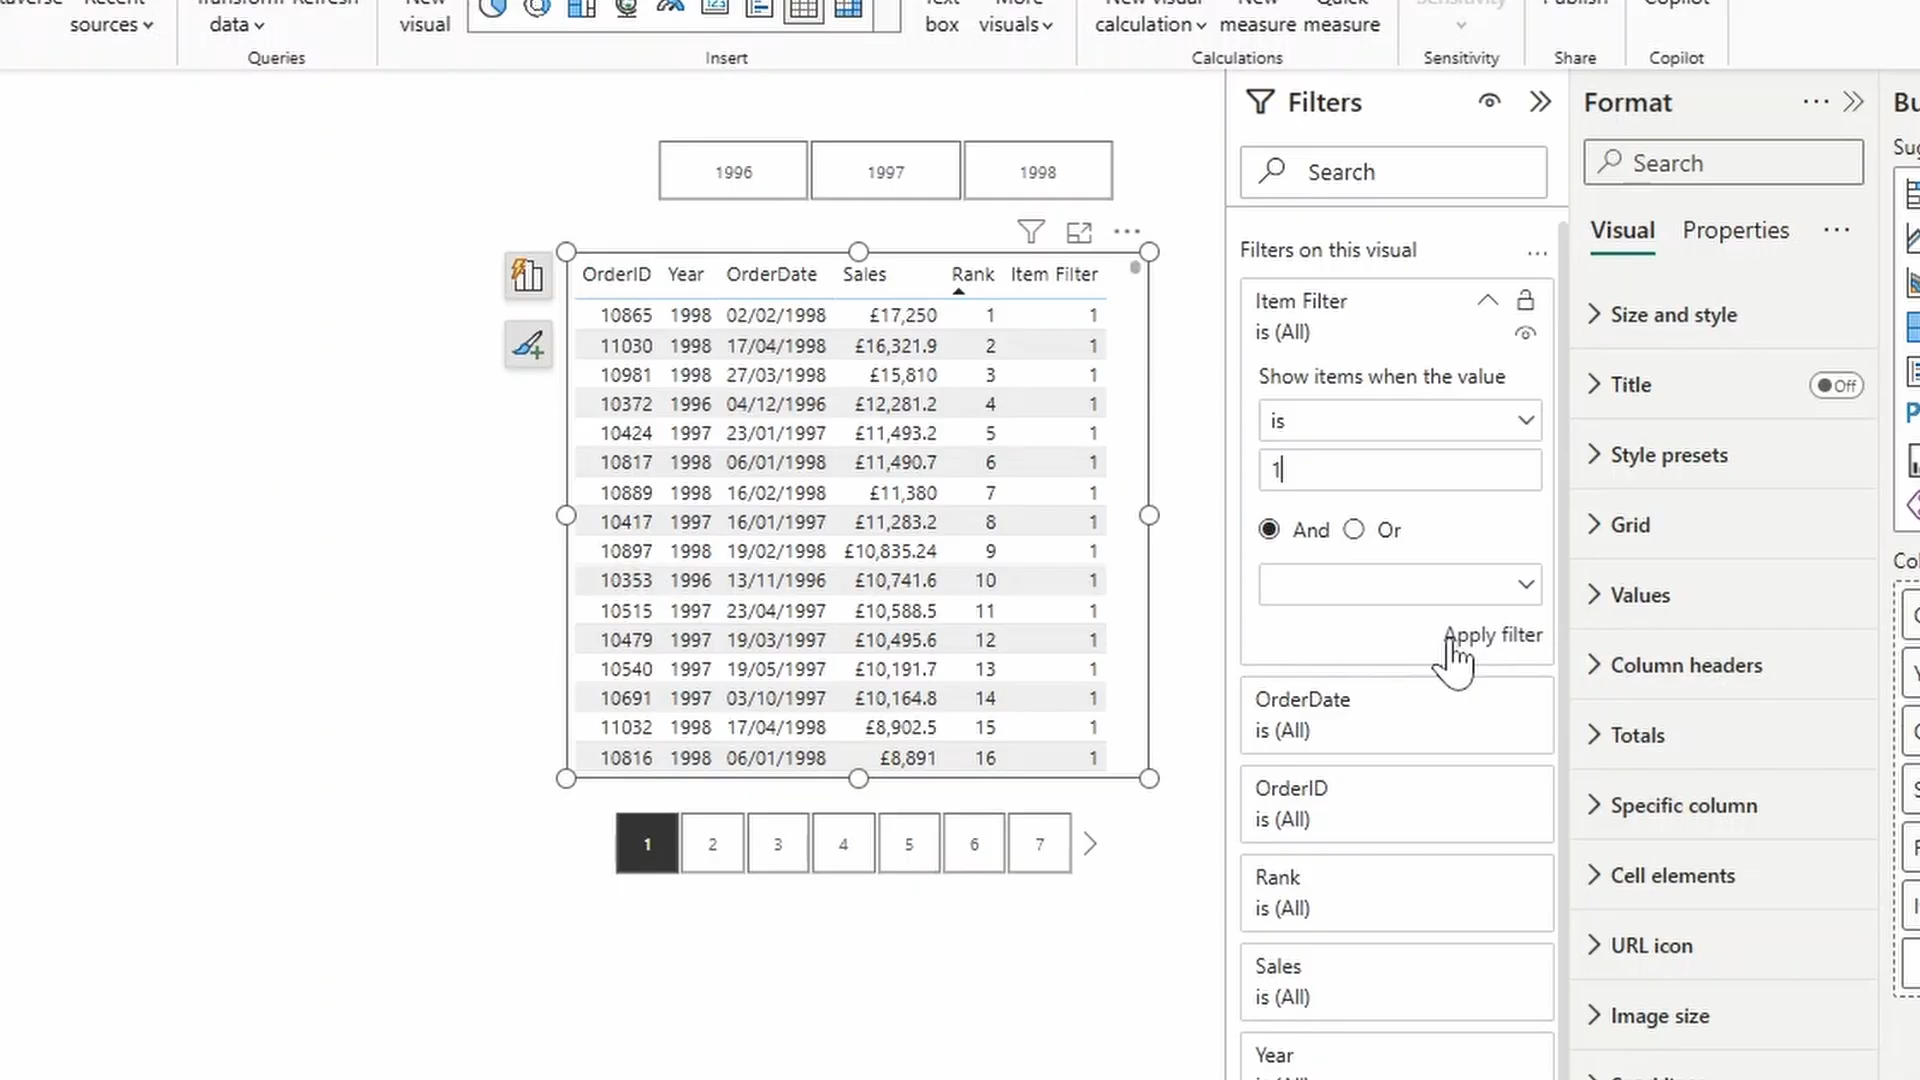 sources
data
New
visual
Text
box
More
visuals
New visual
calculation
New
measure
Quick
measure
Sensitivity
Publish
Copilot
Queries
Insert
Calculations
Sensitivity
Share
Copilot
1996
1997
1998
OrderID Year OrderDate Sales Rank Item Filter
10865 1998 02/02/1998 £17,250 1 1
11030 1998 17/04/1998 £16,321.9 2 1
10981 1998 27/03/1998 £15,810 3 1
10372 1996 04/12/1996 £12,281.2 4 1
10424 1997 23/01/1997 £11,493.2 5 1
10817 1998 06/01/1998 £11,490.7 6 1
10889 1998 16/02/1998 £11,380 7 1
10417 1997 16/01/1997 £11,283.2 8 1
10897 1998 19/02/1998 £10,835.24 9 1
10353 1996 13/11/1996 £10,741.6 10 1
10515 1997 23/04/1997 £10,588.5 11 1
10479 1997 19/03/1997 £10,495.6 12 1
10540 1997 19/05/1997 £10,191.7 13 1
10691 1997 03/10/1997 £10,164.8 14 1
11032 1998 17/04/1998 £8,902.5 15 1
10816 1998 06/01/1998 £8,891 16 1
1 2 3 4 5 6 7
Filters
Search
Filters on this visual
Item Filter
is (All)
Show items when the value
is
1
And Or
Apply filter
OrderDate
is (All)
OrderID
is (All)
Rank
is (All)
Sales
is (All)
Year
Format
Search
Visual Properties
Size and style
Title Off
Style presets
Grid
Values
Column headers
Totals
Specific column
Cell elements
URL icon
Image size